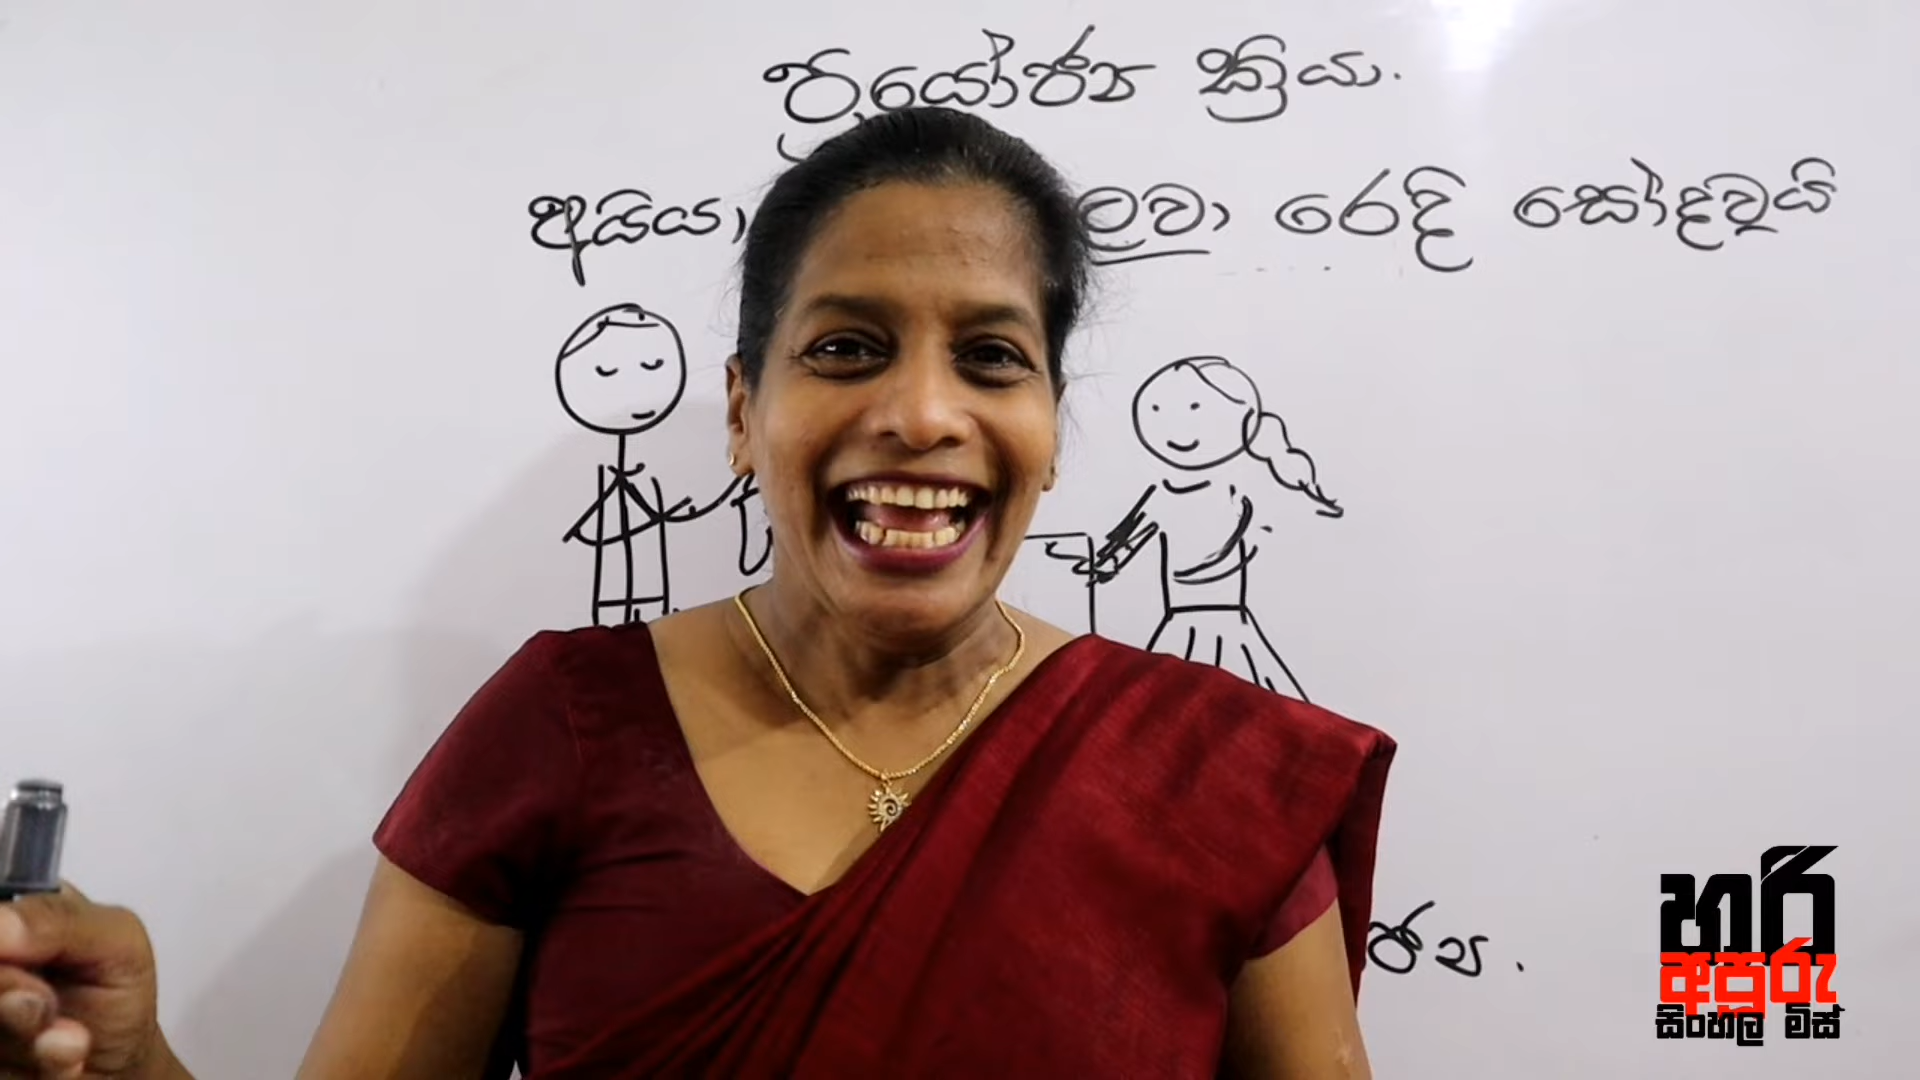 ප්‍රයෝජ්‍ය ක්‍රියා.
අයියා ලවා රෙදි සෝදවයි
හරි
අපූරු
සිංහල මිස්